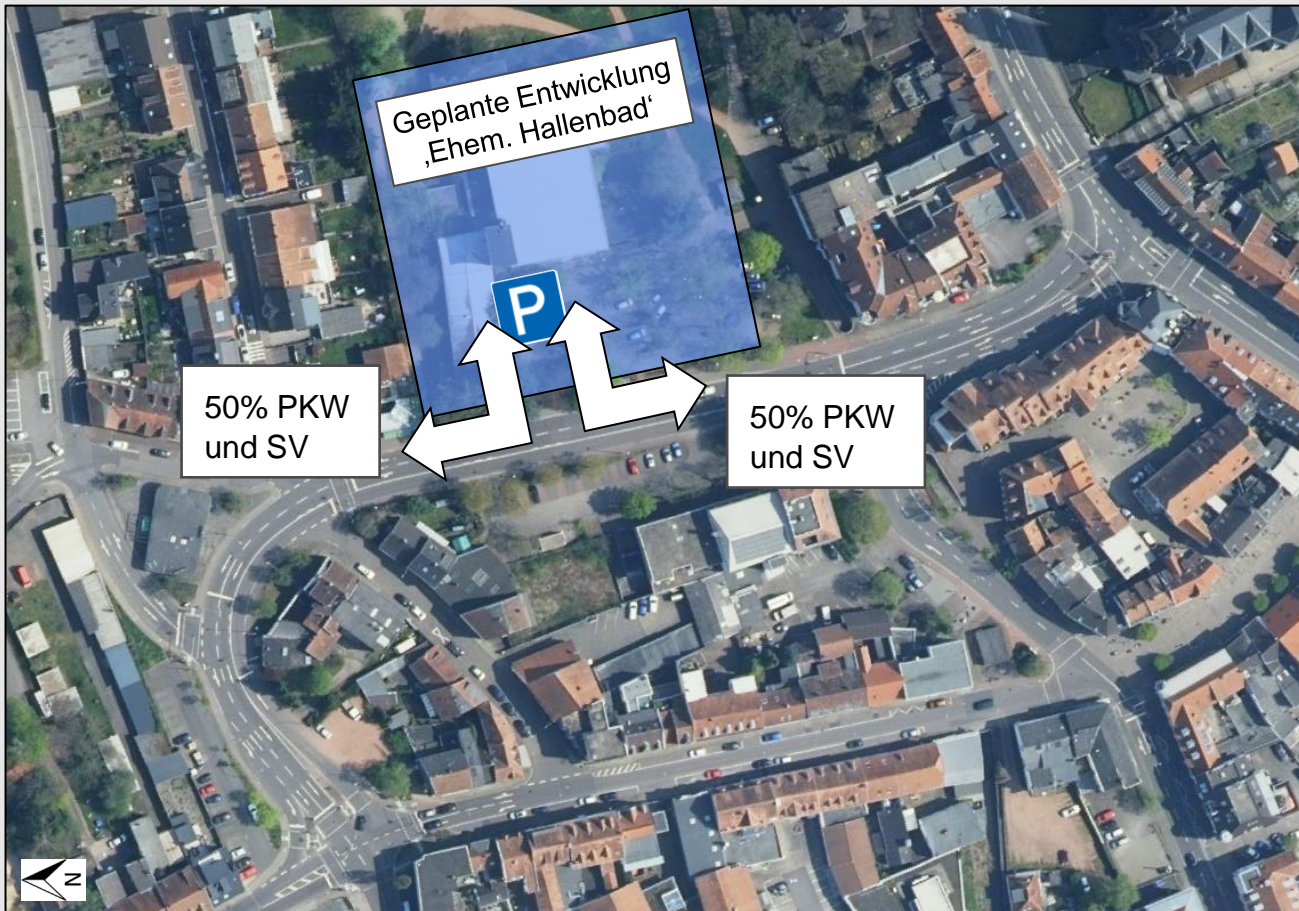 Geplante Entwicklung
‚Ehem. Hallenbad‘
P
50% PKW
und SV
50% PKW
und SV
N